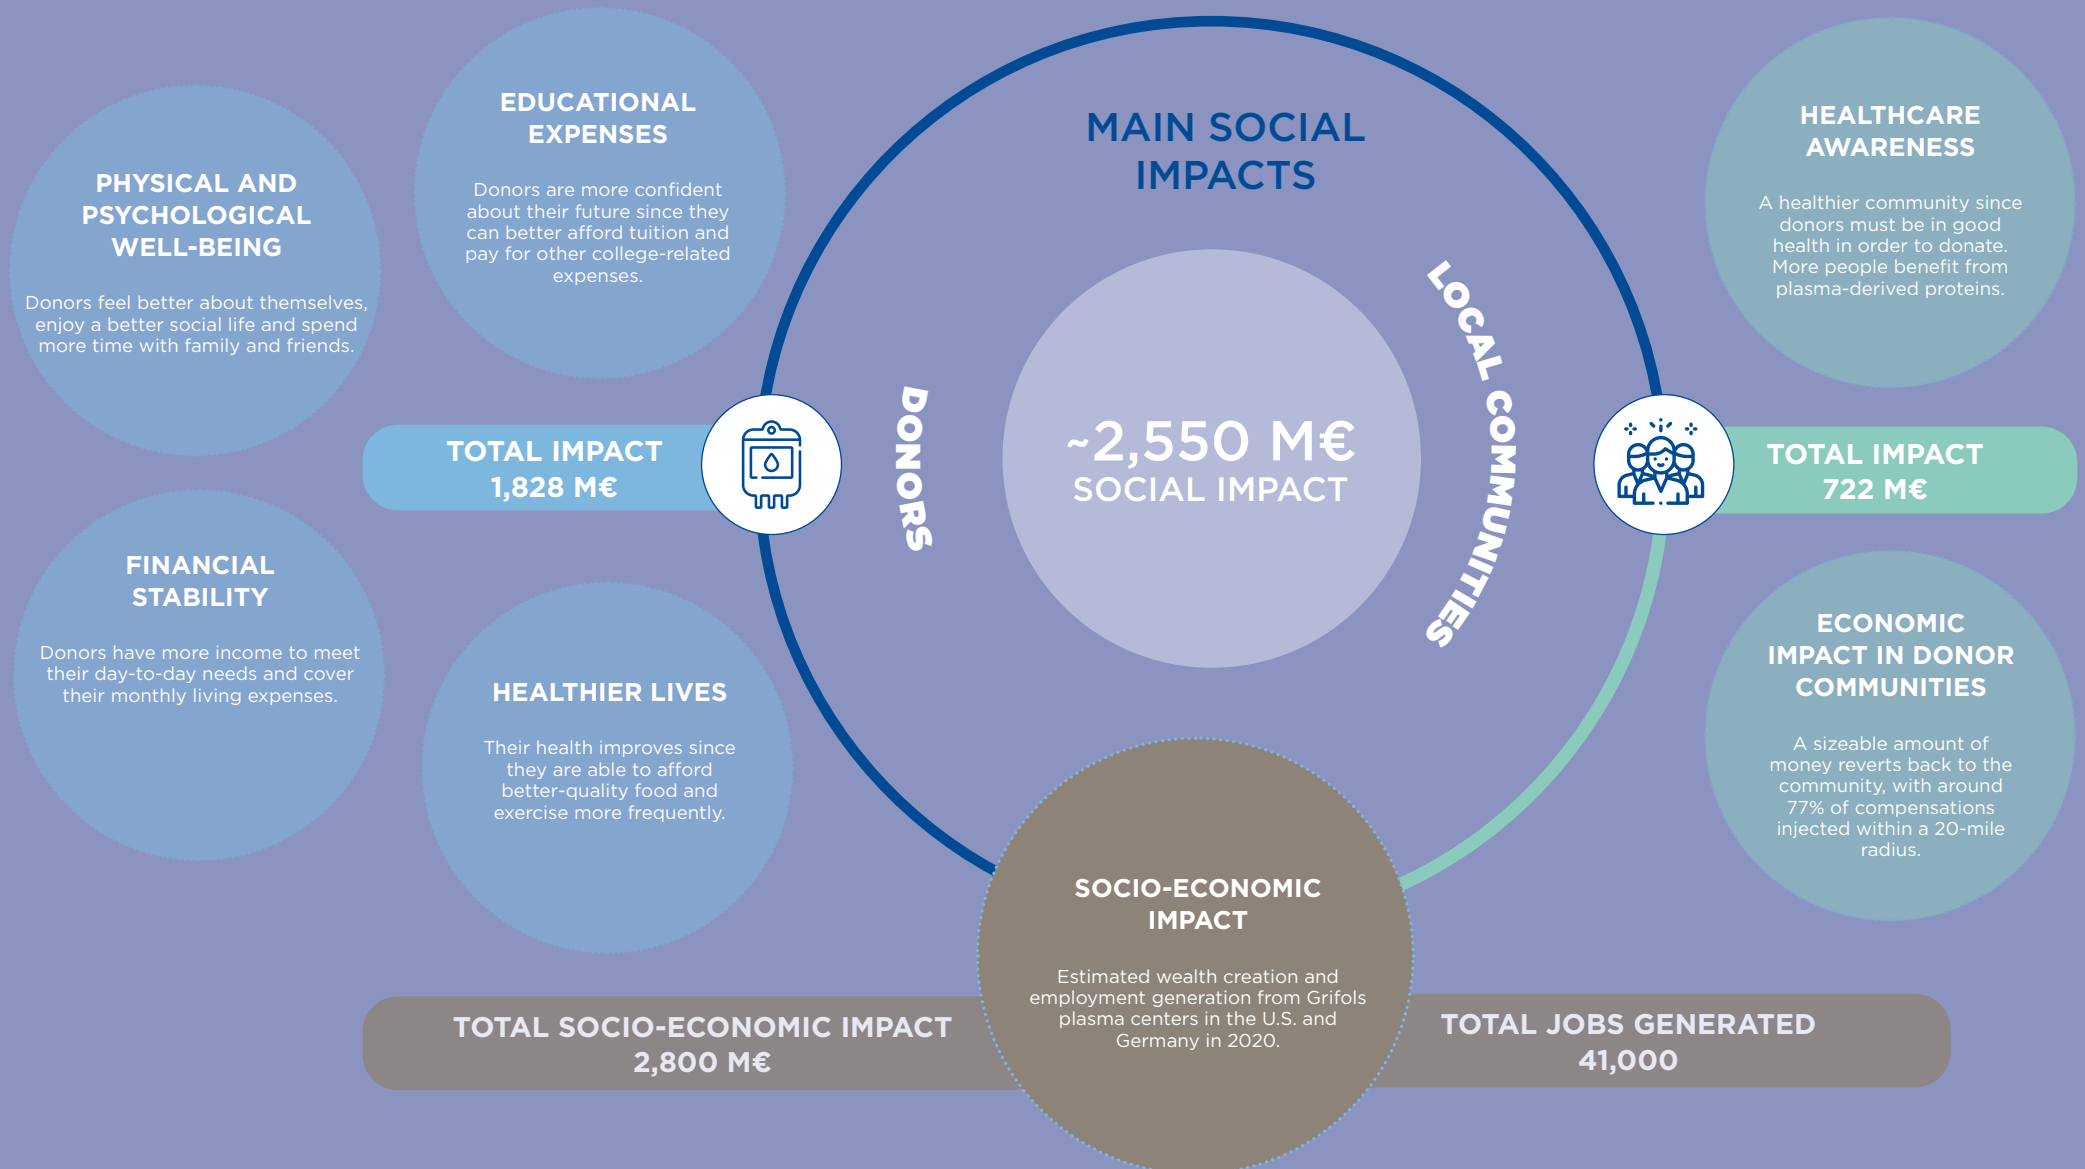 MAIN SOCIAL
IMPACTS
~2,550 M€
SOCIAL IMPACT
DONORS
LOCAL COMMUNITIES
PHYSICAL AND
PSYCHOLOGICAL
WELL-BEING
Donors feel better about themselves,
enjoy a better social life and spend
more time with family and friends.
EDUCATIONAL
EXPENSES
Donors are more confident
about their future since they
can better afford tuition and
pay for other college-related
expenses.
TOTAL IMPACT
1,828 M€
FINANCIAL
STABILITY
Donors have more income to meet
their day-to-day needs and cover
their monthly living expenses.
HEALTHIER LIVES
Their health improves since
they are able to afford
better-quality food and
exercise more frequently.
HEALTHCARE
AWARENESS
A healthier community since
donors must be in good
health in order to donate.
More people benefit from
plasma-derived proteins.
TOTAL IMPACT
722 M€
ECONOMIC
IMPACT IN DONOR
COMMUNITIES
A sizeable amount of
money reverts back to the
community, with around
77% of compensations
injected within a 20-mile
radius.
SOCIO-ECONOMIC
IMPACT
Estimated wealth creation and
employment generation from Grifols
plasma centers in the U.S. and
Germany in 2020.
TOTAL SOCIO-ECONOMIC IMPACT
2,800 M€
TOTAL JOBS GENERATED
41,000